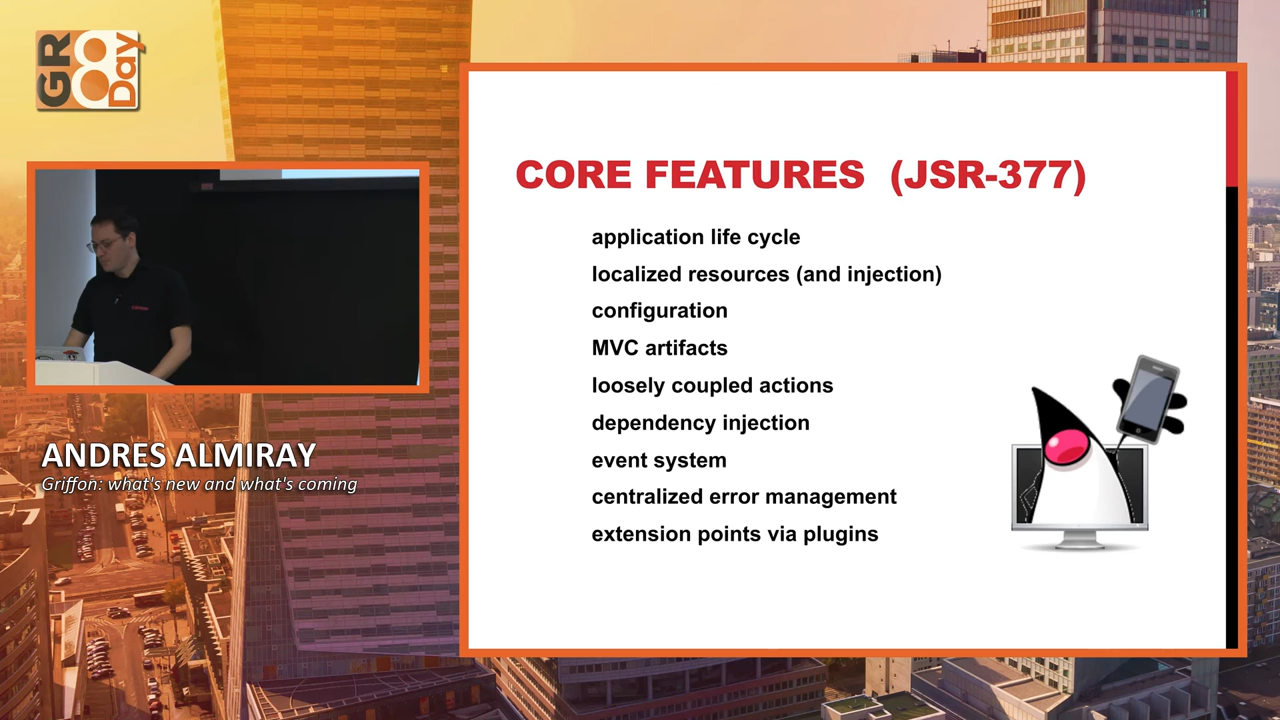 GR8
Day
ANDRES ALMIRAY
Griffon: what's new and what's coming
CORE FEATURES (JSR-377)
application life cycle
localized resources (and injection)
configuration
MVC artifacts
loosely coupled actions
dependency injection
event system
centralized error management
extension points via plugins